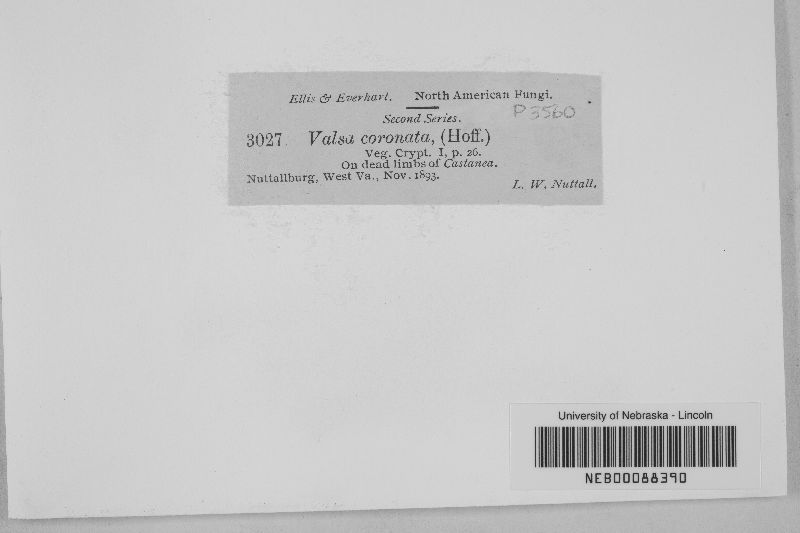 Ellis & Everhart. North American Fungi.
P 3560
Second Series.
3027. Valsa coronata, (Hoff.)
Veg. Crypt. I, p. 26.
On dead limbs of Castanea.
Nuttallburg, West Va., Nov. 1893.
L. W. Nuttall.
University of Nebraska - Lincoln
NEB00088390